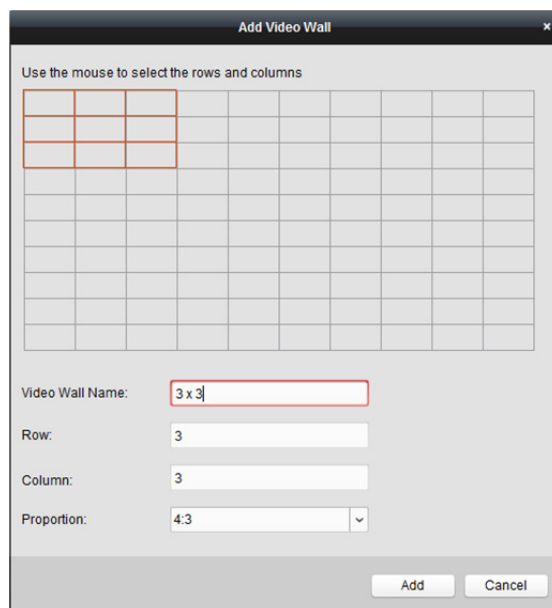 Add Video Wall ×
Use the mouse to select the rows and columns
Video Wall Name: 3 x 3
Row: 3
Column: 3
Proportion: 4:3
Add Cancel